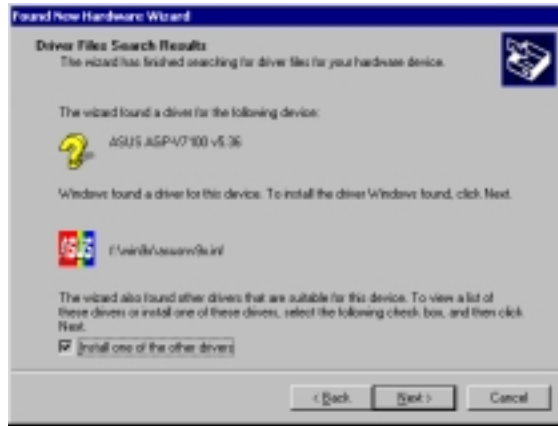 Found New Hardware Wizard
Driver Files Search Results
The wizard has finished searching for driver files for your hardware device.
The wizard found a driver for the following device:
ASUS AGP-V7100 v5.36
Windows found a driver for this device. To install the driver Windows found, click Next.
ASUS
The wizard also found other drivers that are suitable for this device. To view a list of
these drivers or install one of these drivers, select the following check box, and then click
Next.
Install one of the other drivers
< Back
Next >
Cancel